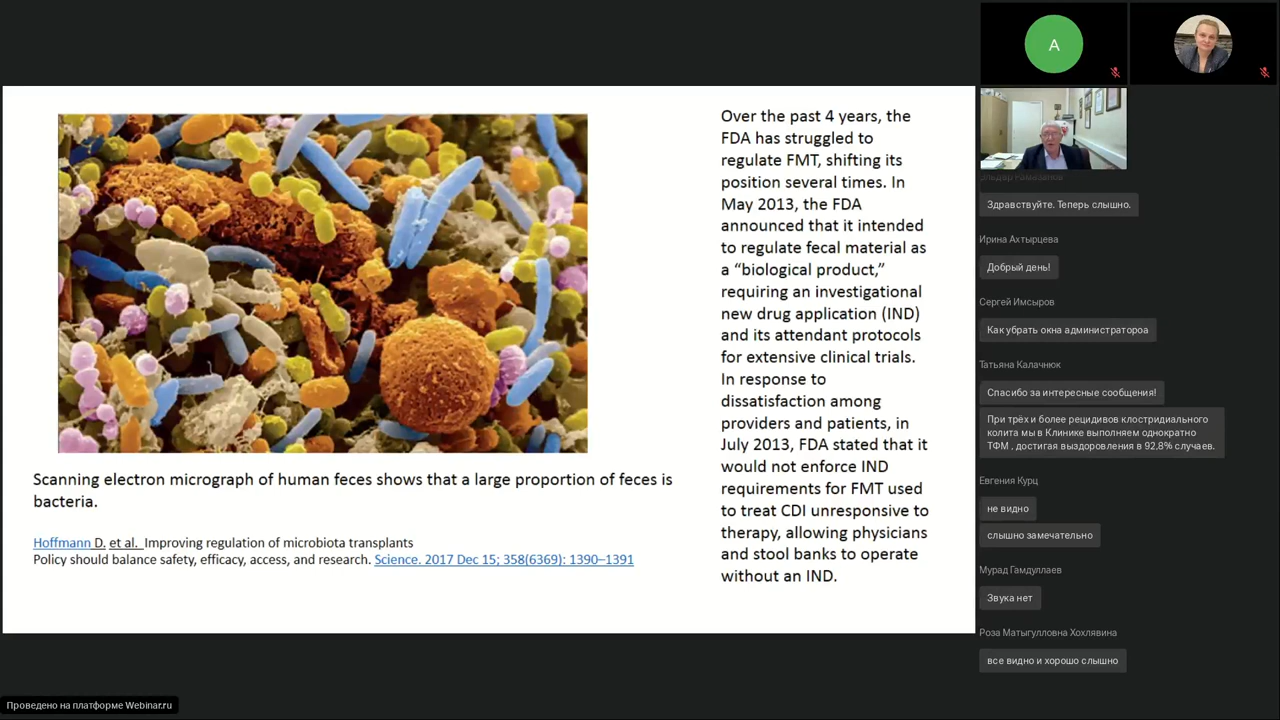 Scanning electron micrograph of human feces shows that a large proportion of feces is
bacteria.
Hoffmann D. et al. Improving regulation of microbiota transplants
Policy should balance safety, efficacy, access, and research. Science. 2017 Dec 15; 358(6369): 1390–1391
Over the past 4 years, the
FDA has struggled to
regulate FMT, shifting its
position several times. In
May 2013, the FDA
announced that it intended
to regulate fecal material as
a “biological product,”
requiring an investigational
new drug application (IND)
and its attendant protocols
for extensive clinical trials.
In response to
dissatisfaction among
providers and patients, in
July 2013, FDA stated that it
would not enforce IND
requirements for FMT used
to treat CDI unresponsive to
therapy, allowing physicians
and stool banks to operate
without an IND.
A
Здравствуйте. Теперь слышно.
Ирина Ахтырцева
Добрый день!
Сергей Имсыров
Как убрать окна администратороа
Татьяна Калачнюк
Спасибо за интересные сообщения!
При трёх и более рецидивов клостридиального
колита мы в Клинике выполняем однократно
ТФМ , достигая выздоровления в 92,8% случаев.
Евгения Курц
не видно
слышно замечательно
Мурад Гамдуллаев
Звука нет
Роза Матыгулловна Хохлявина
все видно и хорошо слышно
Проведено на платформе Webinar.ru